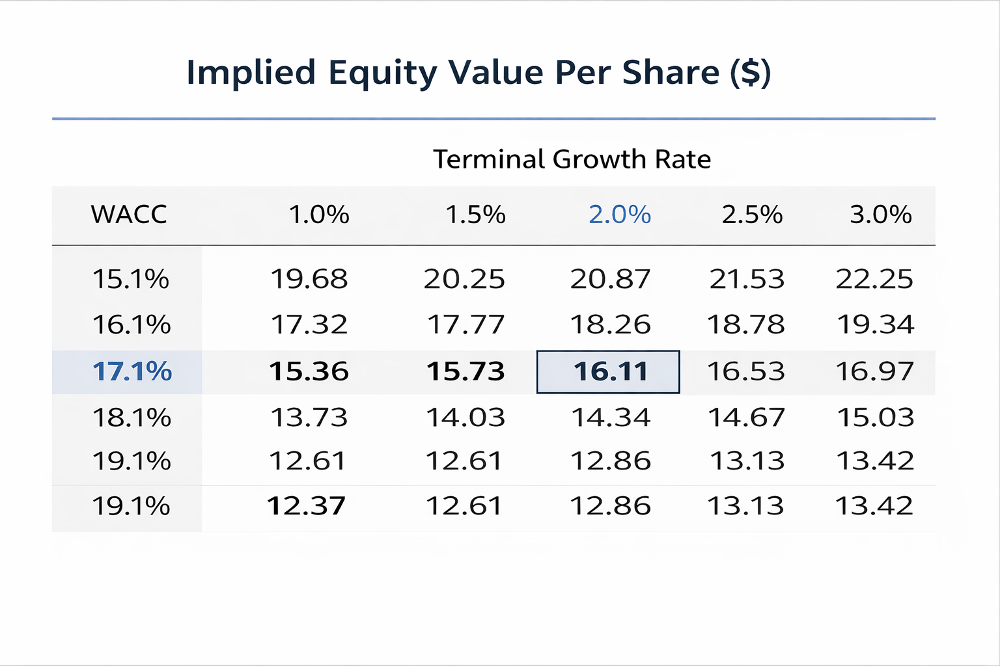 Implied Equity Value Per Share ($)
Terminal Growth Rate
WACC 1.0% 1.5% 2.0% 2.5% 3.0%
15.1% 19.68 20.25 20.87 21.53 22.25
16.1% 17.32 17.77 18.26 18.78 19.34
17.1% 15.36 15.73 16.11 16.53 16.97
18.1% 13.73 14.03 14.34 14.67 15.03
19.1% 12.61 12.61 12.86 13.13 13.42
19.1% 12.37 12.61 12.86 13.13 13.42